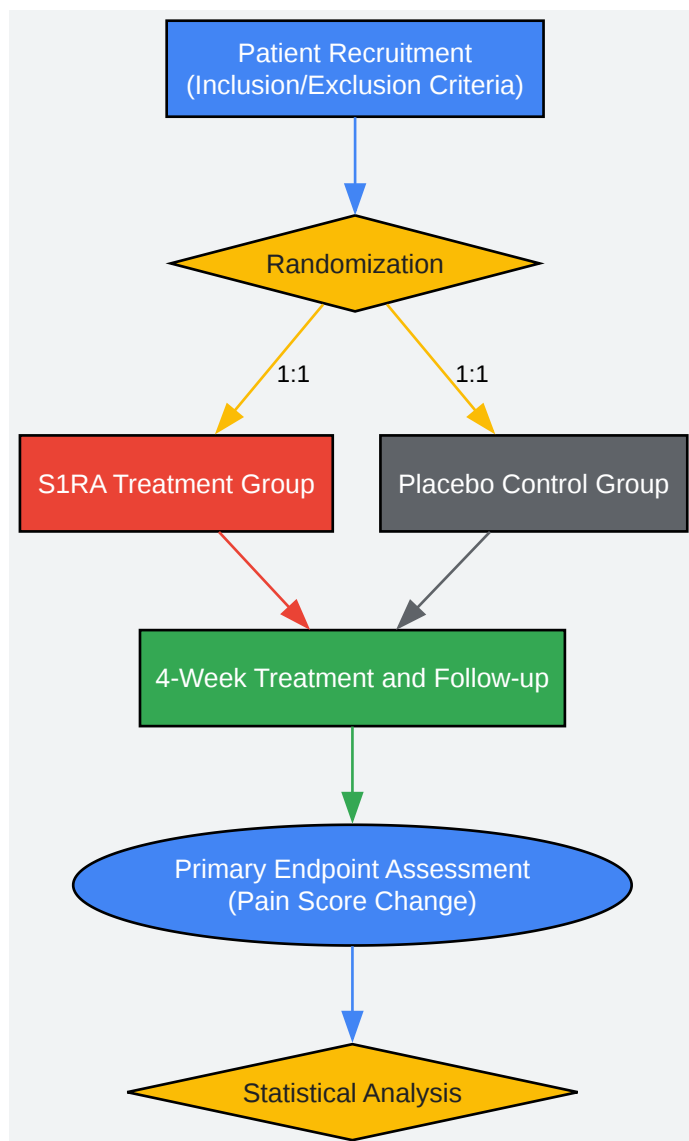 Patient Recruitment
(Inclusion/Exclusion Criteria)
Randomization
1:1
1:1
S1RA Treatment Group
Placebo Control Group
4-Week Treatment and Follow-up
Primary Endpoint Assessment
(Pain Score Change)
Statistical Analysis